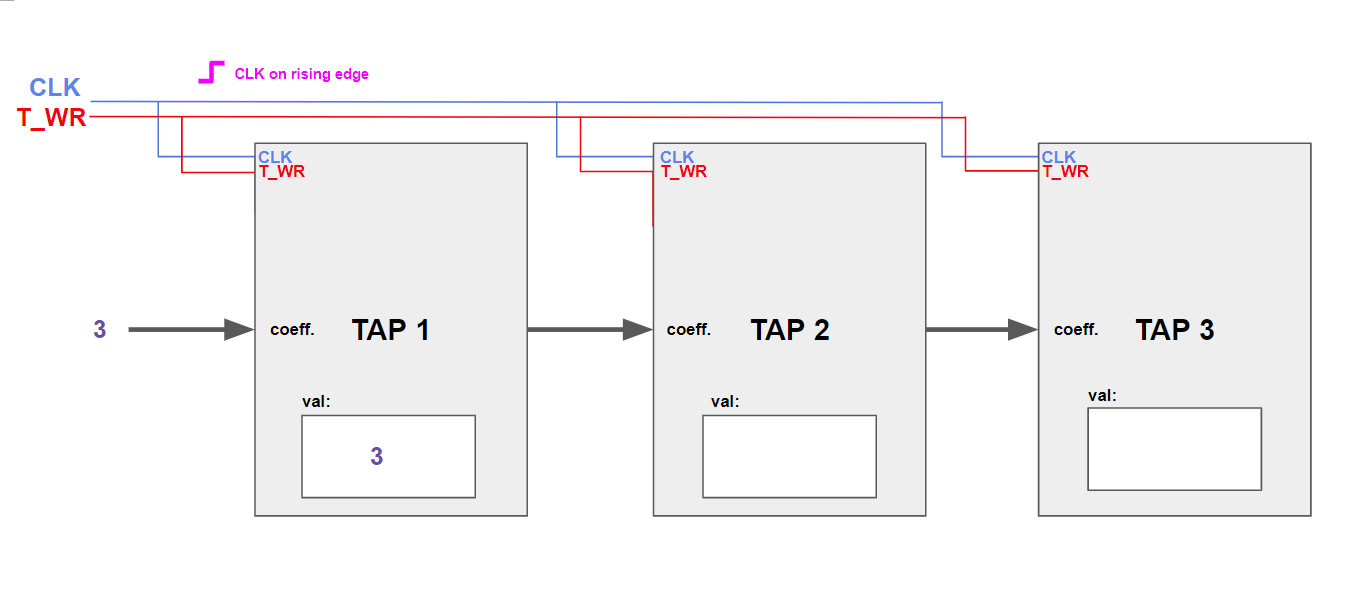 CLK on rising edge
CLK
T_WR
CLK
T_WR
CLK
T_WR
CLK
T_WR
3
coeff. TAP 1
coeff. TAP 2
coeff. TAP 3
val:
val:
val:
3